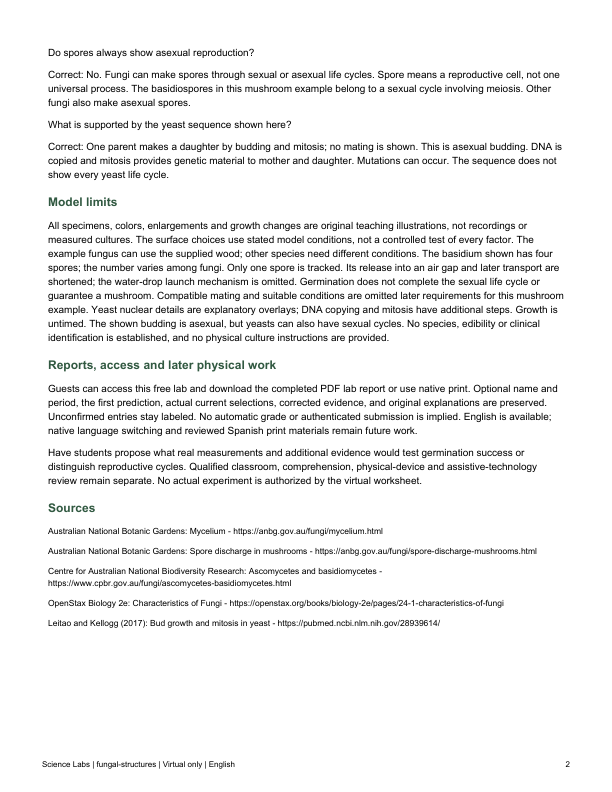 Do spores always show asexual reproduction?
Correct: No. Fungi can make spores through sexual or asexual life cycles. Spore means a reproductive cell, not one
universal process. The basidiospores in this mushroom example belong to a sexual cycle involving meiosis. Other
fungi also make asexual spores.
What is supported by the yeast sequence shown here?
Correct: One parent makes a daughter by budding and mitosis; no mating is shown. This is asexual budding. DNA is
copied and mitosis provides genetic material to mother and daughter. Mutations can occur. The sequence does not
show every yeast life cycle.
Model limits
All specimens, colors, enlargements and growth changes are original teaching illustrations, not recordings or
measured cultures. The surface choices use stated model conditions, not a controlled test of every factor. The
example fungus can use the supplied wood; other species need different conditions. The basidium shown has four
spores; the number varies among fungi. Only one spore is tracked. Its release into an air gap and later transport are
shortened; the water-drop launch mechanism is omitted. Germination does not complete the sexual life cycle or
guarantee a mushroom. Compatible mating and suitable conditions are omitted later requirements for this mushroom
example. Yeast nuclear details are explanatory overlays; DNA copying and mitosis have additional steps. Growth is
untimed. The shown budding is asexual, but yeasts can also have sexual cycles. No species, edibility or clinical
identification is established, and no physical culture instructions are provided.
Reports, access and later physical work
Guests can access this free lab and download the completed PDF lab report or use native print. Optional name and
period, the first prediction, actual current selections, corrected evidence, and original explanations are preserved.
Unconfirmed entries stay labeled. No automatic grade or authenticated submission is implied. English is available;
native language switching and reviewed Spanish print materials remain future work.
Have students propose what real measurements and additional evidence would test germination success or
distinguish reproductive cycles. Qualified classroom, comprehension, physical-device and assistive-technology
review remain separate. No actual experiment is authorized by the virtual worksheet.
Sources
Australian National Botanic Gardens: Mycelium - https://anbg.gov.au/fungi/mycelium.html
Australian National Botanic Gardens: Spore discharge in mushrooms - https://anbg.gov.au/fungi/spore-discharge-mushrooms.html
Centre for Australian National Biodiversity Research: Ascomycetes and basidiomycetes -
https://www.cpbr.gov.au/fungi/ascomycetes-basidiomycetes.html
OpenStax Biology 2e: Characteristics of Fungi - https://openstax.org/books/biology-2e/pages/24-1-characteristics-of-fungi
Leitao and Kellogg (2017): Bud growth and mitosis in yeast - https://pubmed.ncbi.nlm.nih.gov/28939614/
Science Labs | fungal-structures | Virtual only | English
2